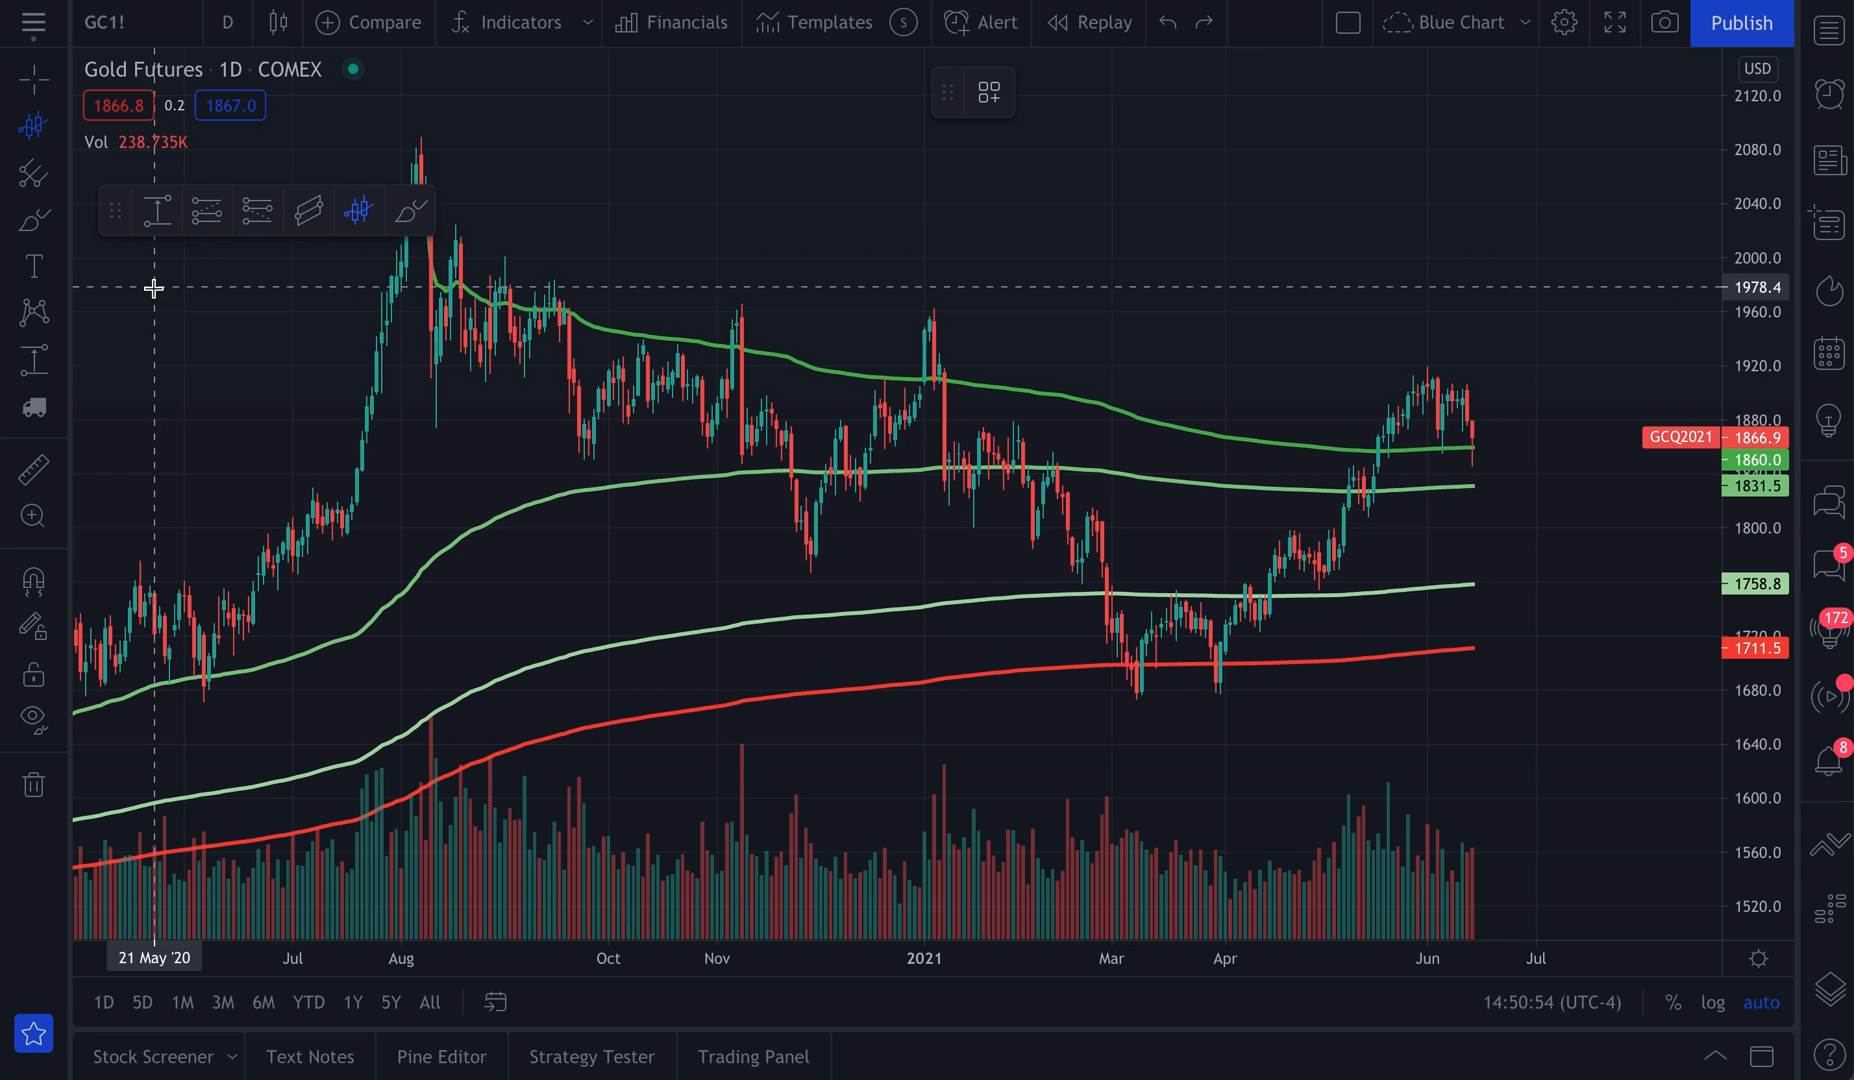 GC1! D Compare Indicators Financials Templates S Alert Replay Blue Chart Publish
Gold Futures · 1D · COMEX
USD
1866.8 0.2 1867.0
Vol 238.735K
2120.0
2080.0
2040.0
2000.0
1978.4
1960.0
1920.0
1880.0
GCQ2021 1866.9
1860.0
1831.5
1800.0
1758.8
1720.0
1711.5
1680.0
1640.0
1600.0
1560.0
1520.0
5
172
8
21 May '20 Jul Aug Oct Nov 2021 Mar Apr Jun Jul
1D 5D 1M 3M 6M YTD 1Y 5Y All 14:50:54 (UTC-4) % log auto
Stock Screener Text Notes Pine Editor Strategy Tester Trading Panel